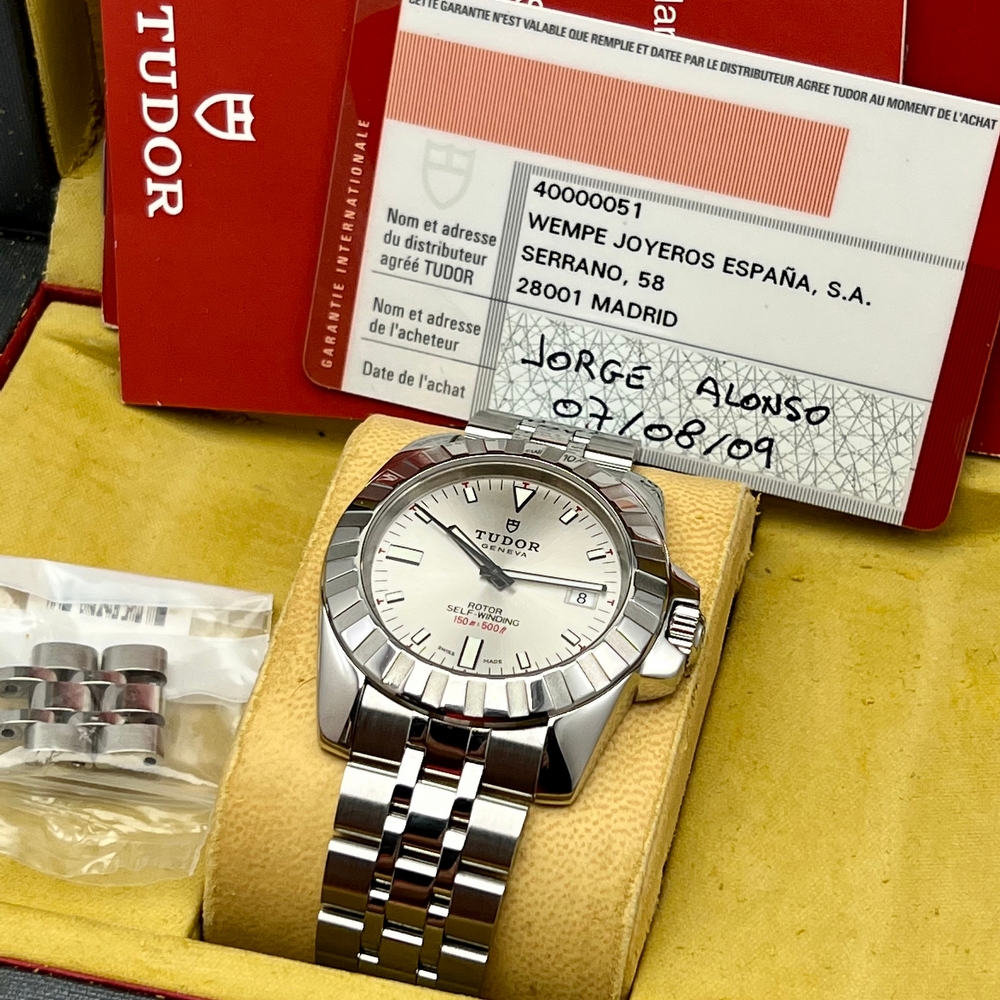 TUDOR
CETTE GARANTIE N'EST VALABLE QUE REMPLIE ET DATEE PAR LE DISTRIBUTEUR AGREE TUDOR AU MOMENT DE L'ACHAT
GARANTIE INTERNATIONALE
Nom et adresse
du distributeur
agréé TUDOR
40000051
WEMPE JOYEROS ESPAÑA, S.A.
SERRANO, 58
28001 MADRID
Nom et adresse
de l'acheteur
JORGE ALONSO
Date de l'achat
07/08/09
10
TUDOR
GENEVA
8
ROTOR
SELF-WINDING
150m=500ft
SWISS MADE